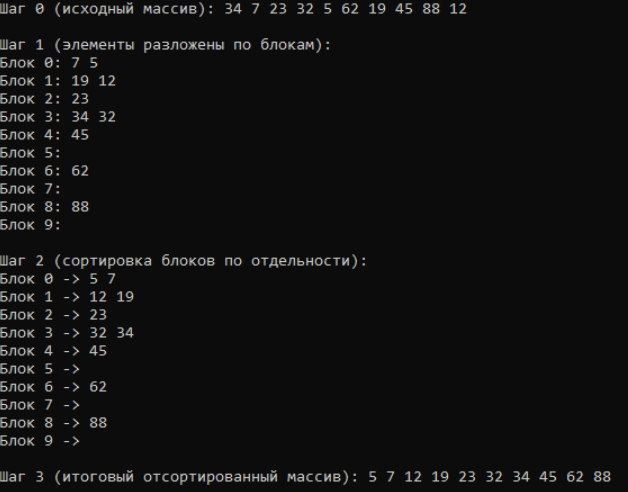 Шаг 0 (исходный массив): 34 7 23 32 5 62 19 45 88 12
Шаг 1 (элементы разложены по блокам):
Блок 0: 7 5
Блок 1: 19 12
Блок 2: 23
Блок 3: 34 32
Блок 4: 45
Блок 5:
Блок 6: 62
Блок 7:
Блок 8: 88
Блок 9:
Шаг 2 (сортировка блоков по отдельности):
Блок 0 -> 5 7
Блок 1 -> 12 19
Блок 2 -> 23
Блок 3 -> 32 34
Блок 4 -> 45
Блок 5 ->
Блок 6 -> 62
Блок 7 ->
Блок 8 -> 88
Блок 9 ->
Шаг 3 (итоговый отсортированный массив): 5 7 12 19 23 32 34 45 62 88